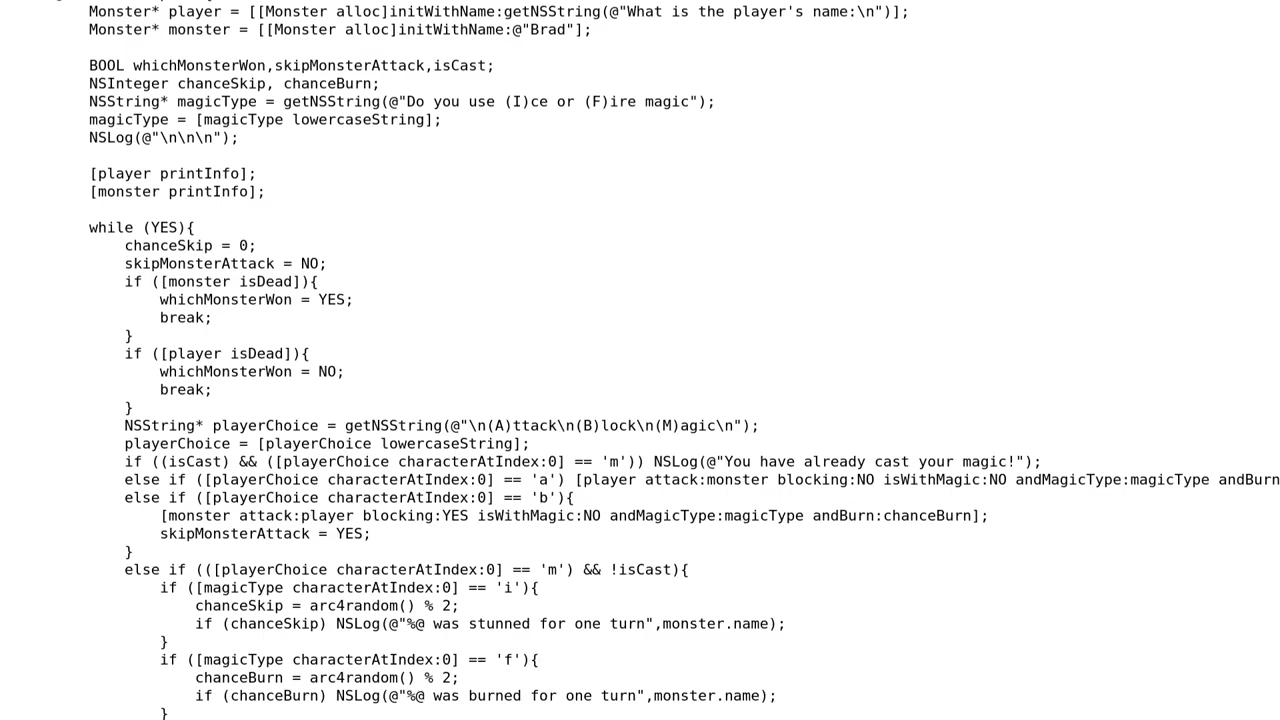 Monster* player = [[Monster alloc]initWithName:getNSString(@"What is the player's name:\n")];
Monster* monster = [[Monster alloc]initWithName:@"Brad"];
BOOL whichMonsterWon,skipMonsterAttack,isCast;
NSInteger chanceSkip, chanceBurn;
NSString* magicType = getNSString(@"Do you use (I)ce or (F)ire magic");
magicType = [magicType lowercaseString];
NSLog(@"\n\n\n");
[player printInfo];
[monster printInfo];
while (YES){
chanceSkip = 0;
skipMonsterAttack = NO;
if ([monster isDead]){
whichMonsterWon = YES;
break;
}
if ([player isDead]){
whichMonsterWon = NO;
break;
}
NSString* playerChoice = getNSString(@"\n(A)ttack\n(B)lock\n(M)agic\n");
playerChoice = [playerChoice lowercaseString];
if ((isCast) && ([playerChoice characterAtIndex:0] == 'm')) NSLog(@"You have already cast your magic!");
else if ([playerChoice characterAtIndex:0] == 'a') [player attack:monster blocking:NO isWithMagic:NO andMagicType:magicType andBurn
else if ([playerChoice characterAtIndex:0] == 'b'){
[monster attack:player blocking:YES isWithMagic:NO andMagicType:magicType andBurn:chanceBurn];
skipMonsterAttack = YES;
}
else if (([playerChoice characterAtIndex:0] == 'm') && !isCast){
if ([magicType characterAtIndex:0] == 'i'){
chanceSkip = arc4random() % 2;
if (chanceSkip) NSLog(@"%@ was stunned for one turn",monster.name);
}
if ([magicType characterAtIndex:0] == 'f'){
chanceBurn = arc4random() % 2;
if (chanceBurn) NSLog(@"%@ was burned for one turn",monster.name);
}